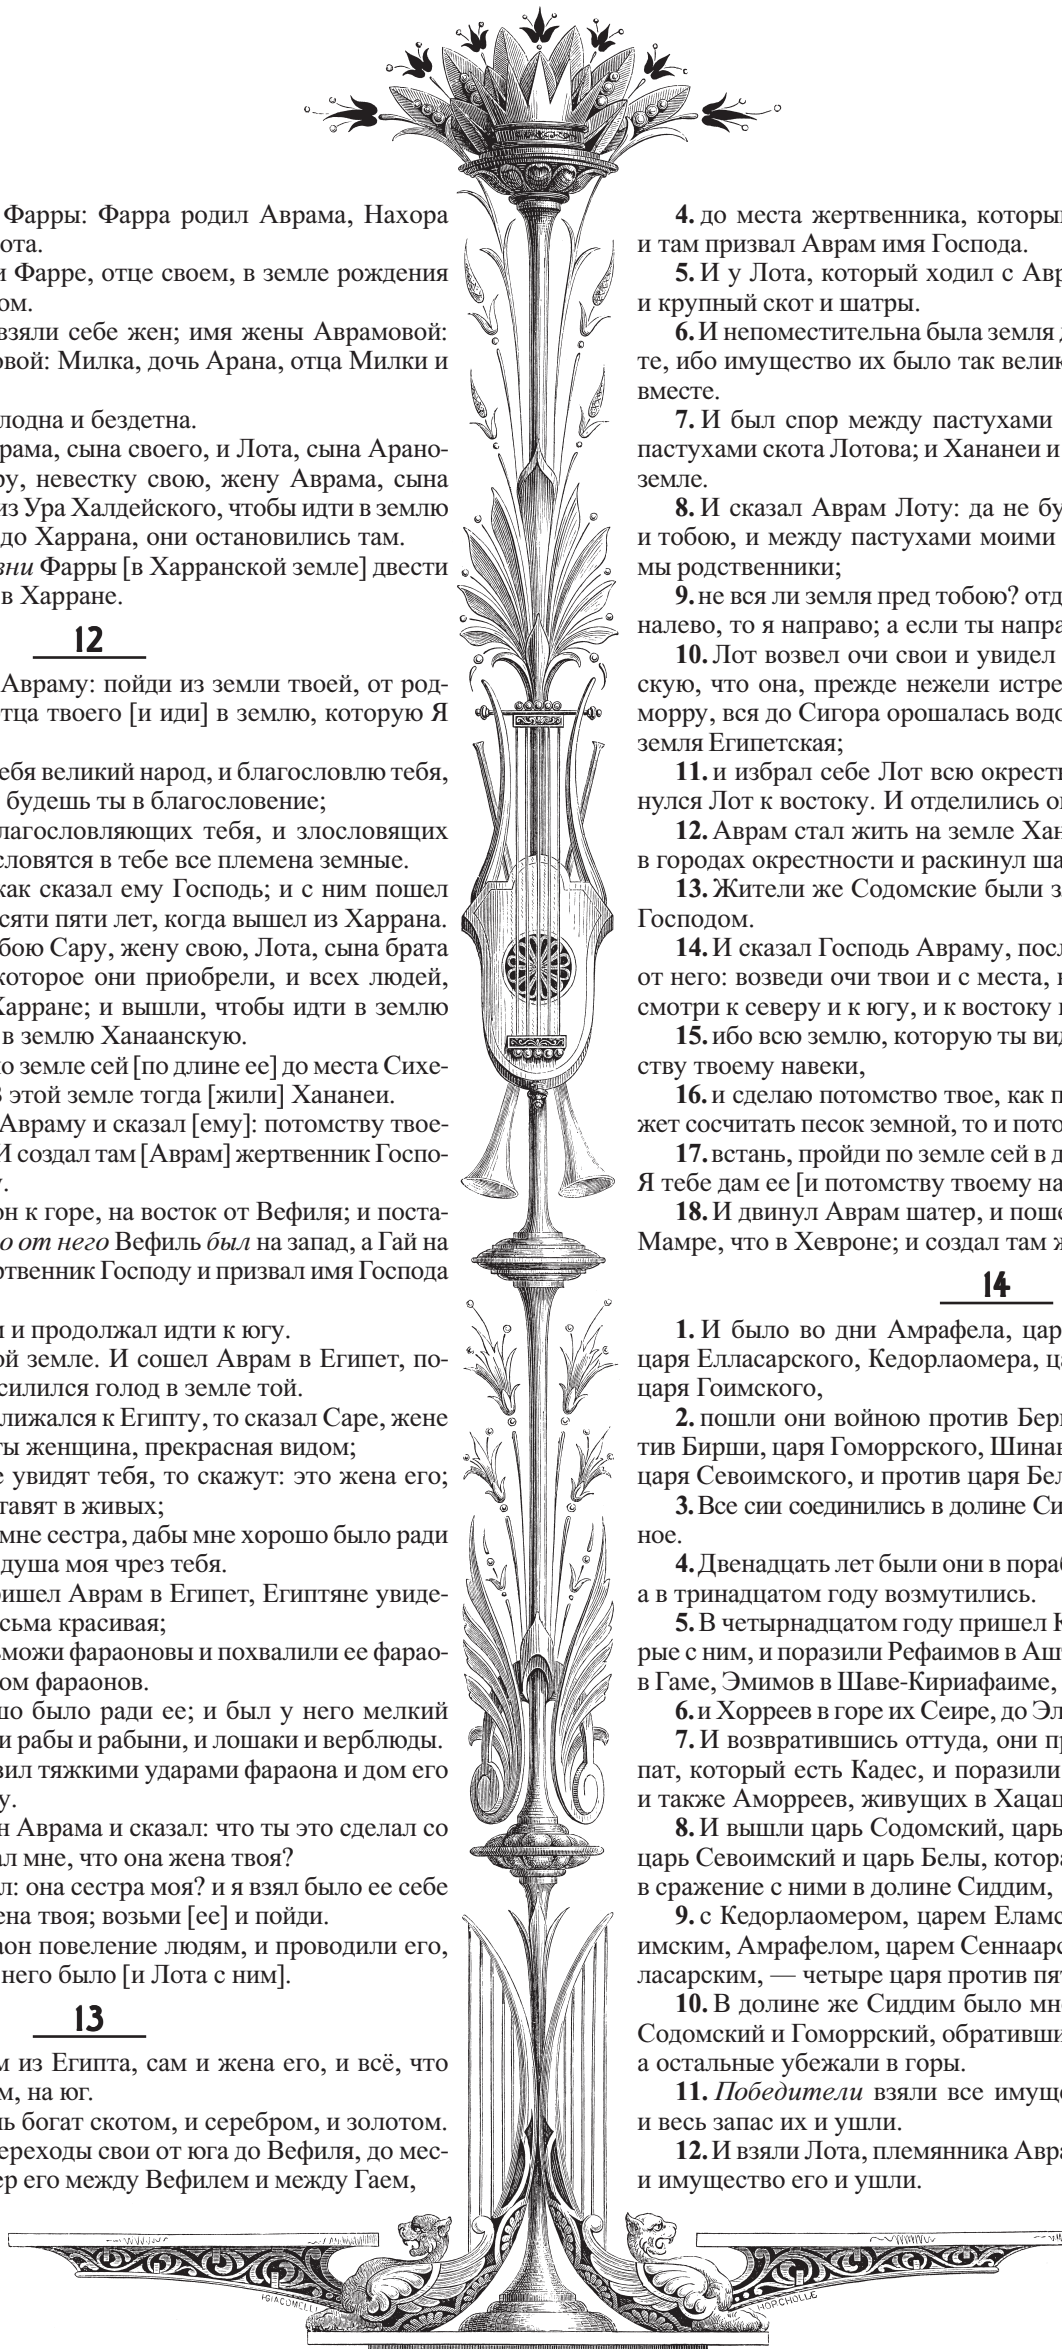 Фарры: Фарра родил Аврама, Нахора
ота.
и Фарре, отце своем, в земле рождения
ом.
взяли себе жен; имя жены Аврамовой:
овой: Милка, дочь Арана, отца Милки и
лодна и бездетна.
рама, сына своего, и Лота, сына Арано-
ру, невестку свою, жену Аврама, сына
из Ура Халдейского, чтобы идти в землю
до Харрана, они остановились там.
зни Фарры [в Харранской земле] двести
в Харране.
12
Авраму: пойди из земли твоей, от род-
тца твоего [и иди] в землю, которую Я
ебя великий народ, и благословлю тебя,
будешь ты в благословение;
лагословляющих тебя, и злословящих
словятся в тебе все племена земные.
как сказал ему Господь; и с ним пошел
сяти пяти лет, когда вышел из Харрана.
бою Сару, жену свою, Лота, сына брата
которое они приобрели, и всех людей,
Харране; и вышли, чтобы идти в землю
в землю Ханаанскую.
о земле сей [по длине ее] до места Сихе-
В этой земле тогда [жили] Хананеи.
Авраму и сказал [ему]: потомству твое-
И создал там [Аврам] жертвенник Госпо-
у.
он к горе, на восток от Вефиля; и поста-
о от него Вефиль был на запад, а Гай на
ртвенник Господу и призвал имя Господа
и и продолжал идти к югу.
ой земле. И сошел Аврам в Египет, по-
силился голод в земле той.
лижался к Египту, то сказал Саре, жене
ты женщина, прекрасная видом;
е увидят тебя, то скажут: это жена его;
тавят в живых;
мне сестра, дабы мне хорошо было ради
душа моя чрез тебя.
ришел Аврам в Египет, Египтяне увиде-
сьма красивая;
ьможи фараоновы и похвалили ее фарао-
ом фараонов.
шо было ради ее; и был у него мелкий
и рабы и рабыни, и лошаки и верблюды.
зил тяжкими ударами фараона и дом его
у.
н Аврама и сказал: что ты это сделал со
ал мне, что она жена твоя?
л: она сестра моя? и я взял было ее себе
ена твоя; возьми [ее] и пойди.
аон повеление людям, и проводили его,
него было [и Лота с ним].
13
м из Египта, сам и жена его, и всё, что
м, на юг.
нь богат скотом, и серебром, и золотом.
ереходы свои от юга до Вефиля, до мес-
ер его между Вефилем и между Гаем,
4. до места жертвенника, которы
и там призвал Аврам имя Господа.
5. И у Лота, который ходил с Авр
и крупный скот и шатры.
6. И непоместительна была земля д
те, ибо имущество их было так велик
вместе.
7. И был спор между пастухами
пастухами скота Лотова; и Хананеи и
земле.
8. И сказал Аврам Лоту: да не бу
и тобою, и между пастухами моими
мы родственники;
9. не вся ли земля пред тобою? отд
налево, то я направо; а если ты напра
10. Лот возвел очи свои и увидел
скую, что она, прежде нежели истре
морру, вся до Сигора орошалась водо
земля Египетская;
11. и избрал себе Лот всю окрест
нулся Лот к востоку. И отделились о
12. Аврам стал жить на земле Хан
в городах окрестности и раскинул ша
13. Жители же Содомские были з
Господом.
14. И сказал Господь Авраму, посл
от него: возведи очи твои и с места,
смотри к северу и к югу, и к востоку
15. ибо всю землю, которую ты вид
ству твоему навеки,
16. и сделаю потомство твое, как п
жет сосчитать песок земной, то и пото
17. встань, пройди по земле сей в д
Я тебе дам ее [и потомству твоему на
18. И двинул Аврам шатер, и поше
Мамре, что в Хевроне; и создал там ж
14
1. И было во дни Амрафела, цар
царя Елласарского, Кедорлаомера, ца
царя Гоимского,
2. пошли они войною против Бер
тив Бирши, царя Гоморрского, Шина
царя Севоимского, и против царя Бел
3. Все сии соединились в долине Си
ное.
4. Двенадцать лет были они в пораб
а в тринадцатом году возмутились.
5. В четырнадцатом году пришел К
рые с ним, и поразили Рефаимов в Ашт
в Гаме, Эмимов в Шаве-Кириафаиме,
6. и Хорреев в горе их Сеире, до Эл
7. И возвратившись оттуда, они пр
пат, который есть Кадес, и поразили
и также Аморреев, живущих в Хацац
8. И вышли царь Содомский, царь
царь Севоимский и царь Белы, котора
в сражение с ними в долине Сиддим,
9. с Кедорлаомером, царем Еламс
имским, Амрафелом, царем Сеннаарс
ласарским, — четыре царя против пят
10. В долине же Сиддим было мн
Содомский и Гоморрский, обративши
а остальные убежали в горы.
11. Победители взяли все имущ
и весь запас их и ушли.
12. И взяли Лота, племянника Авра
и имущество его и ушли.
HOPCHOLLE